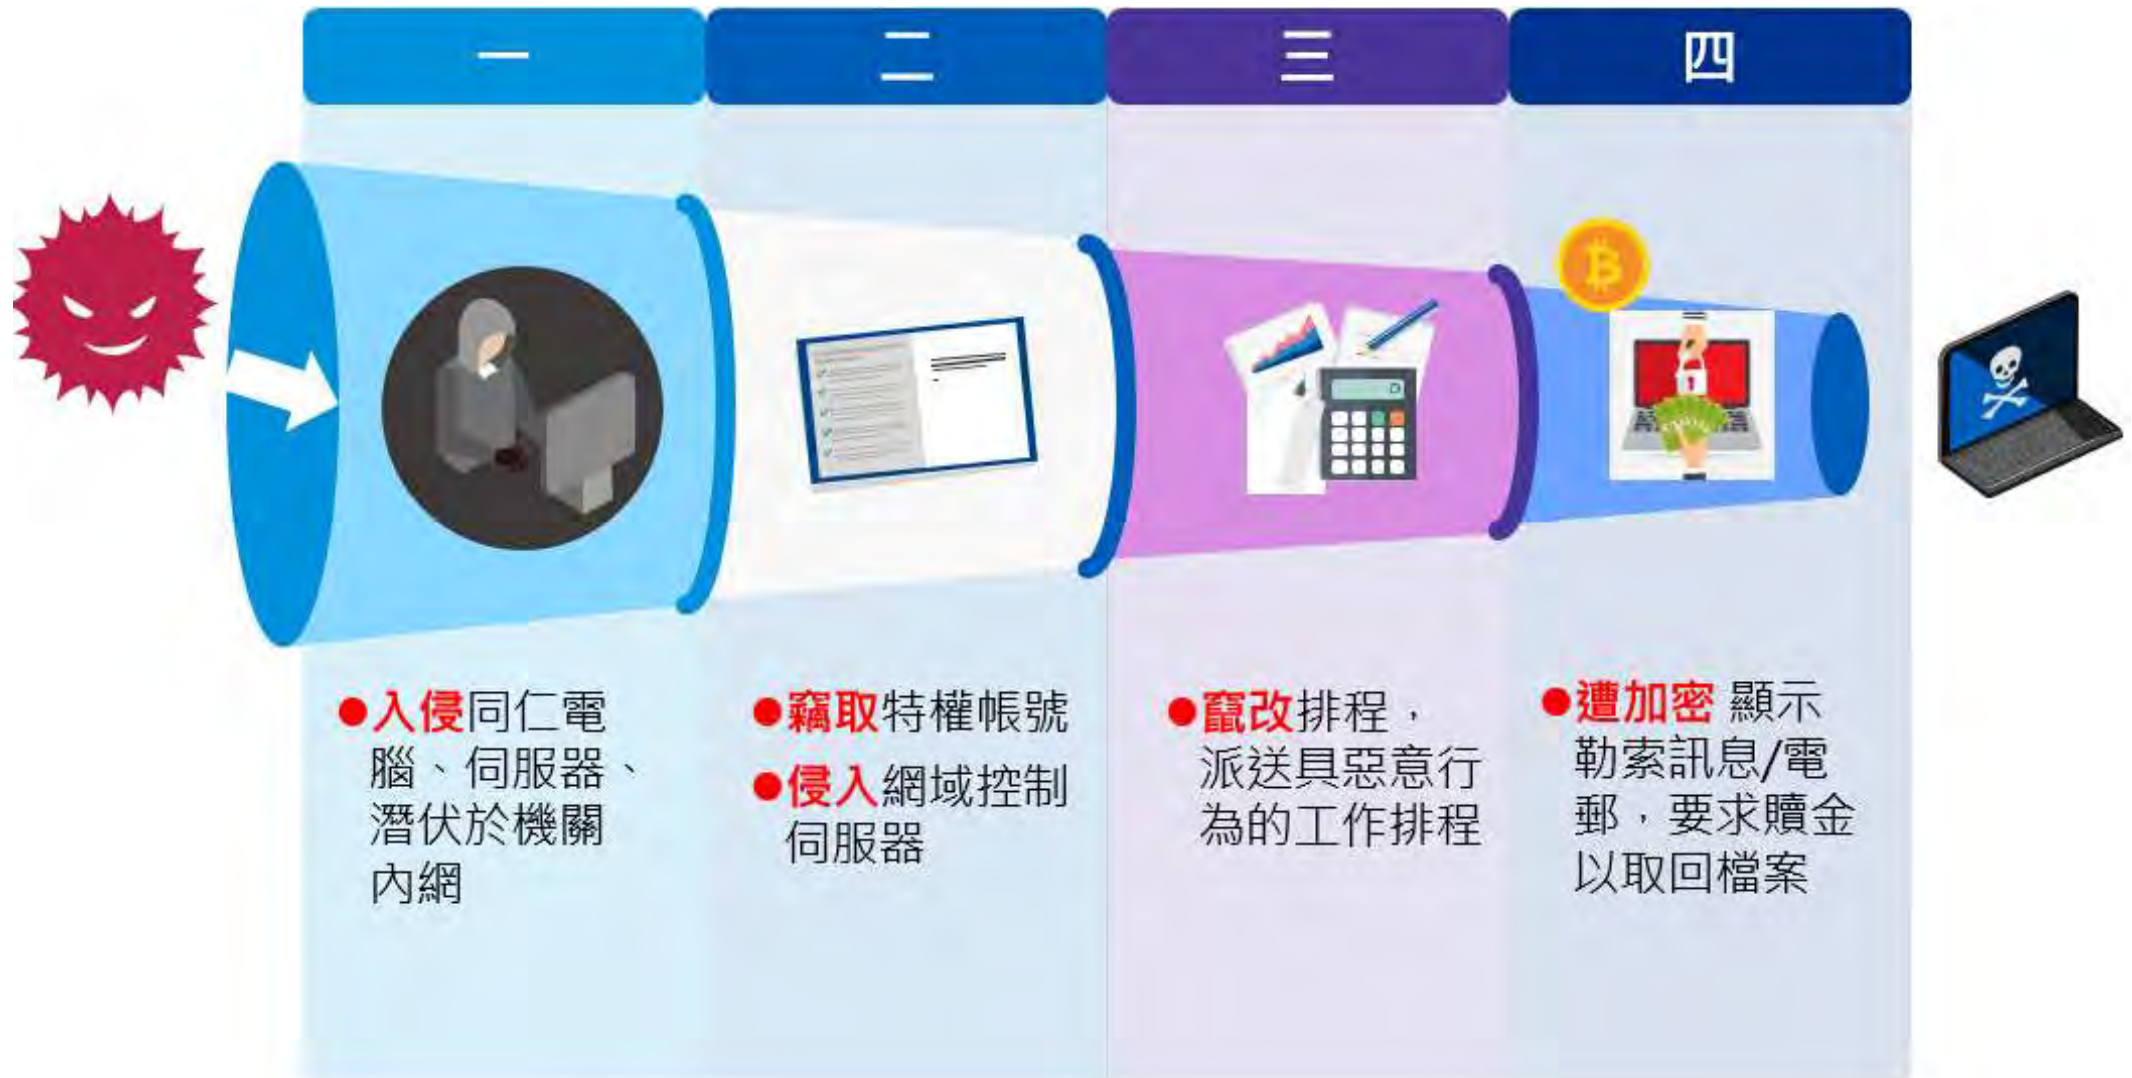 一
二
三
四
●入侵同仁電
腦、伺服器、
潛伏於機關
內網
●竊取特權帳號
●侵入網域控制
伺服器
●竄改排程，
派送具惡意行
為的工作排程
●遭加密 顯示
勒索訊息/電
郵，要求贖金
以取回檔案